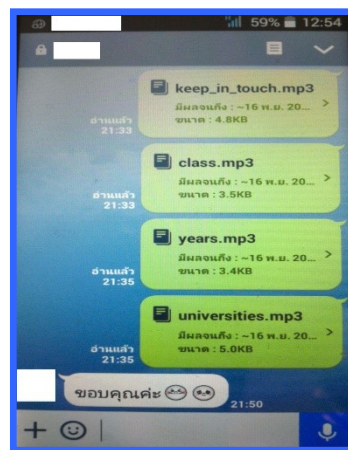 59% 12:54
keep_in_touch.mp3
มีผลจนถึง : ~16 พ.ย. 20...
ขนาด : 4.8KB
อ่านแล้ว
21:33
class.mp3
มีผลจนถึง : ~16 พ.ย. 20...
ขนาด : 3.5KB
อ่านแล้ว
21:33
years.mp3
มีผลจนถึง : ~16 พ.ย. 20...
ขนาด : 3.4KB
อ่านแล้ว
21:35
universities.mp3
มีผลจนถึง : ~16 พ.ย. 20...
ขนาด : 5.0KB
อ่านแล้ว
21:35
ขอบคุณค่ะ
21:50